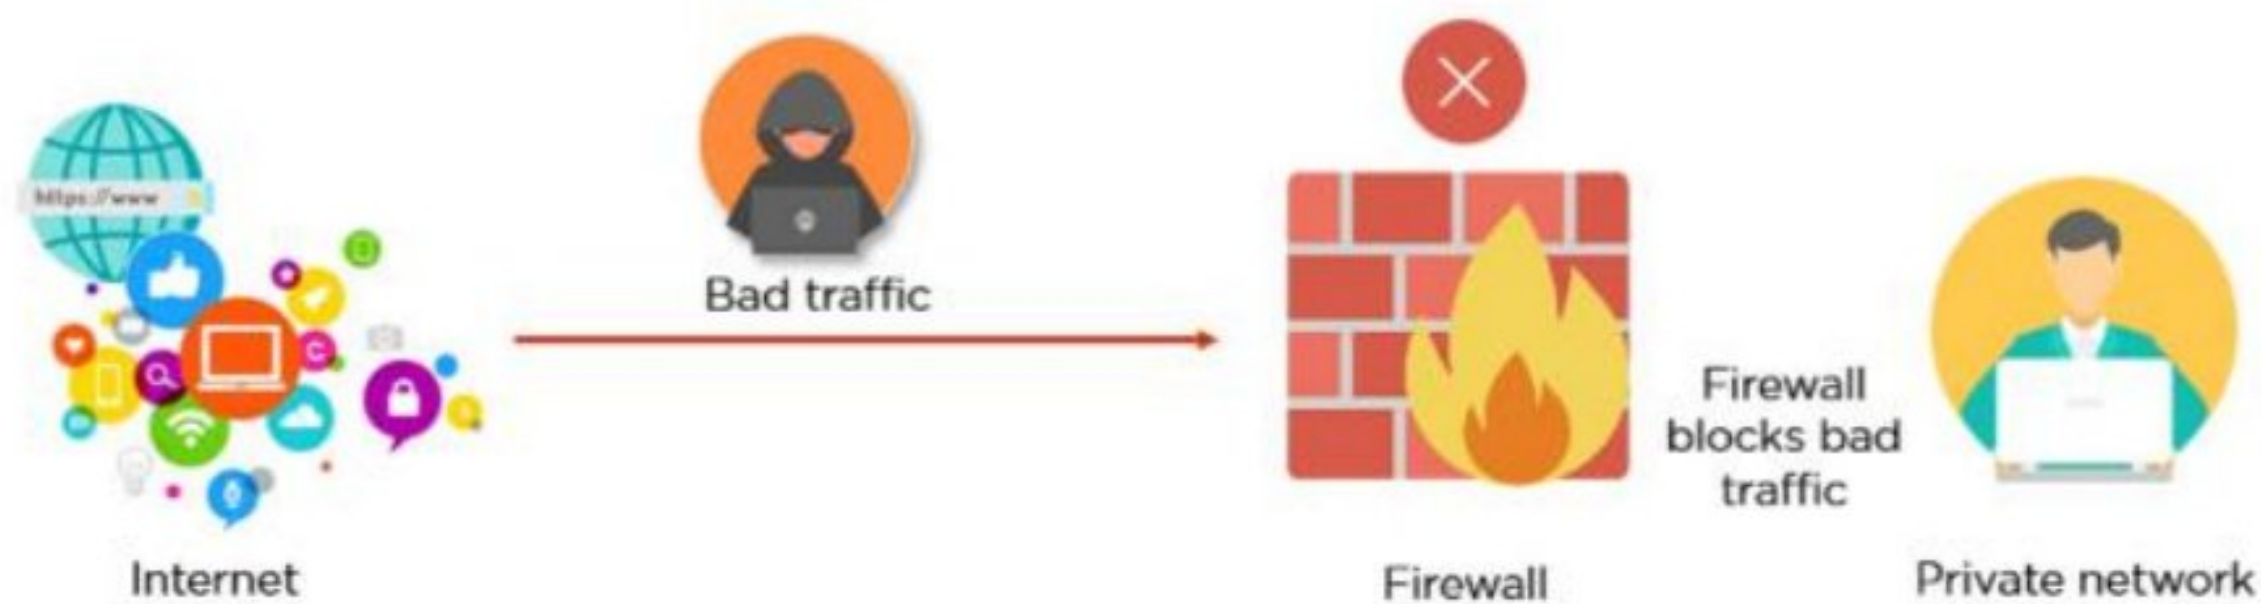 https://www
Bad traffic
Firewall
blocks bad
traffic
Internet
Firewall
Private network